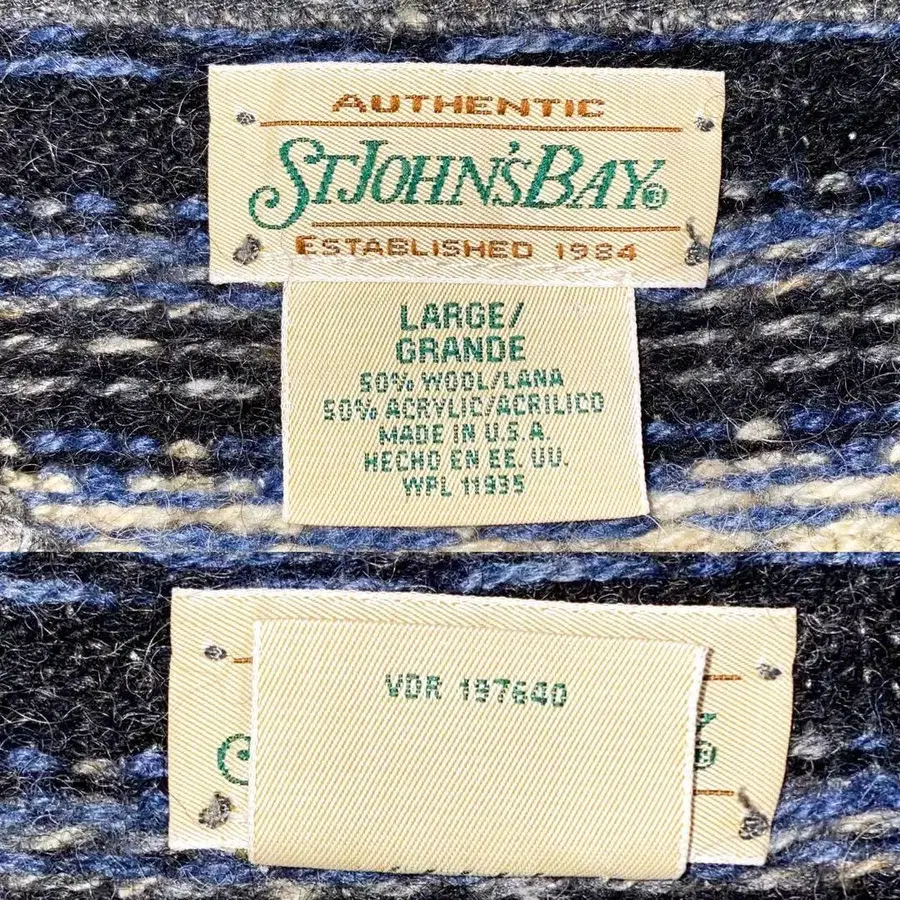 AUTHENTIC
ST.JOHN'S BAY®
ESTABLISHED 1984
LARGE/
GRANDE
50% WOOL/LANA
50% ACRYLIC/ACRILICO
MADE IN U.S.A.
HECHO EN EE. UU.
WPL 11935
VDR 197640